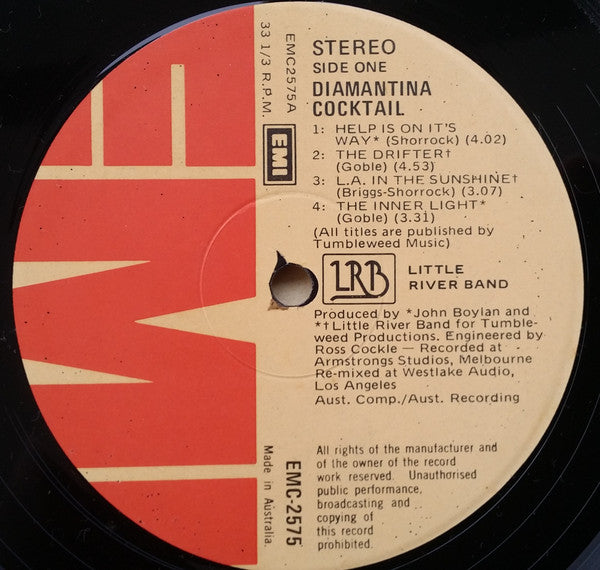 STEREO
SIDE ONE
DIAMANTINA
COCKTAIL
1: HELP IS ON IT'S
WAY* (Shorrock) (4.02)
2: THE DRIFTER†
(Goble) (4.53)
3: L.A. IN THE SUNSHINE†
(Briggs-Shorrock) (3.07)
4: THE INNER LIGHT*
(Goble) (3.31)
(All titles are published by
Tumbleweed Music)
LRB
LITTLE
RIVER BAND
Produced by *John Boylan and
*†Little River Band for Tumble-
weed Productions. Engineered by
Ross Cockle — Recorded at
Armstrongs Studios, Melbourne
Re-mixed at Westlake Audio,
Los Angeles
Aust. Comp./Aust. Recording
All rights of the manufacturer and
of the owner of the record
work reserved. Unauthorised
public performance,
broadcasting and
copying of
this record
prohibited.
EMC2575A
33 1/3 R.P.M.
EMI
EMC-2575
Made in Australia.
EMI